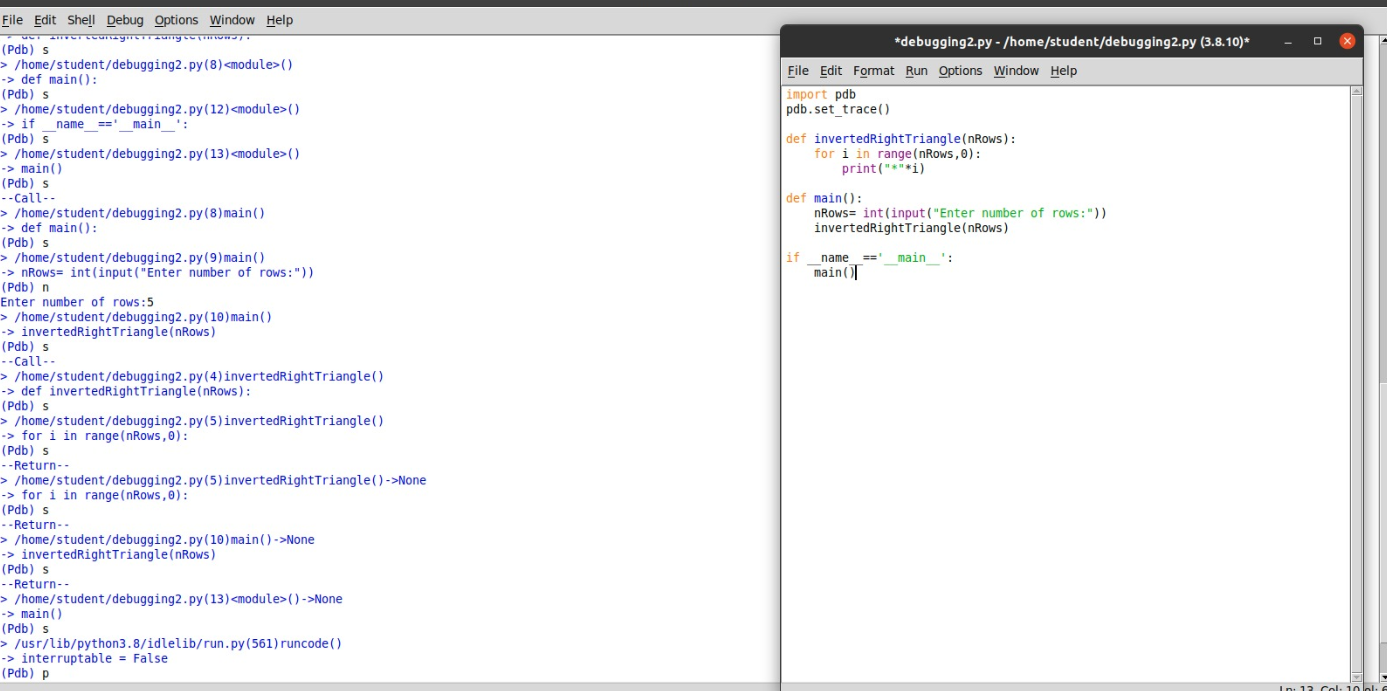 File Edit Shell Debug Options Window Help
(Pdb) s
> /home/student/debugging2.py(8)<module>()
-> def main():
(Pdb) s
> /home/student/debugging2.py(12)<module>()
-> if __name__=='__main__':
(Pdb) s
> /home/student/debugging2.py(13)<module>()
-> main()
(Pdb) s
--Call--
> /home/student/debugging2.py(8)main()
-> def main():
(Pdb) s
> /home/student/debugging2.py(9)main()
-> nRows= int(input("Enter number of rows:"))
(Pdb) n
Enter number of rows:5
> /home/student/debugging2.py(10)main()
-> invertedRightTriangle(nRows)
(Pdb) s
--Call--
> /home/student/debugging2.py(4)invertedRightTriangle()
-> def invertedRightTriangle(nRows):
(Pdb) s
> /home/student/debugging2.py(5)invertedRightTriangle()
-> for i in range(nRows,0):
(Pdb) s
--Return--
> /home/student/debugging2.py(5)invertedRightTriangle()->None
-> for i in range(nRows,0):
(Pdb) s
--Return--
> /home/student/debugging2.py(10)main()->None
-> invertedRightTriangle(nRows)
(Pdb) s
--Return--
> /home/student/debugging2.py(13)<module>()->None
-> main()
(Pdb) s
> /usr/lib/python3.8/idlelib/run.py(561)runcode()
-> interruptable = False
(Pdb) p
*debugging2.py - /home/student/debugging2.py (3.8.10)*
File Edit Format Run Options Window Help
import pdb
pdb.set_trace()
def invertedRightTriangle(nRows):
    for i in range(nRows,0):
        print("*"*i)
def main():
    nRows= int(input("Enter number of rows:"))
    invertedRightTriangle(nRows)
if __name__=='__main__':
    main()